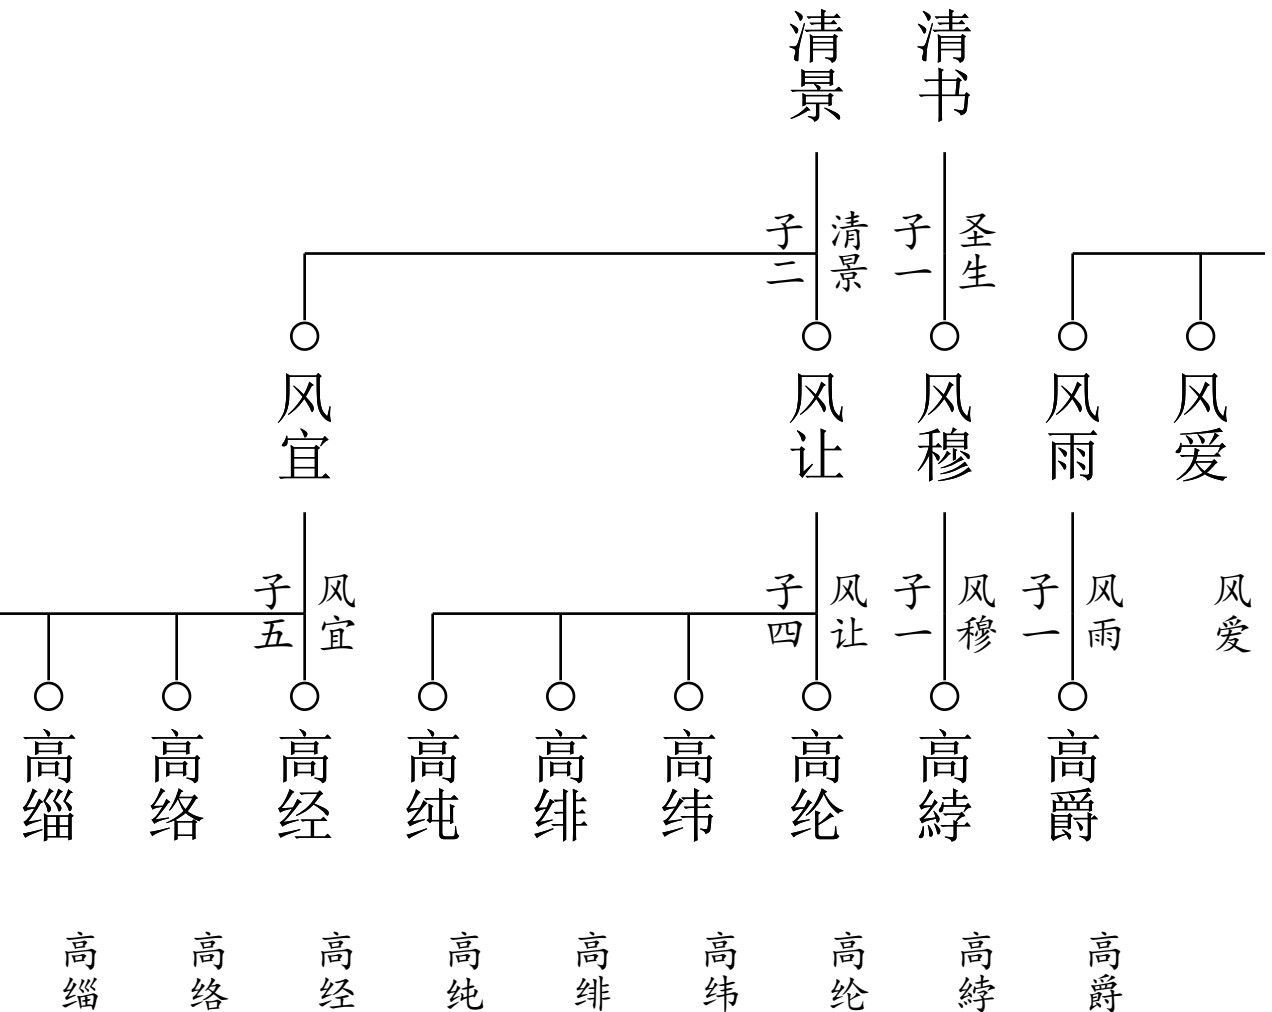 清书
清景
圣生
子一
清景
子二
风爱
风雨
风穆
风让
风宜
风爱
风雨
子一
风穆
子一
风让
子四
风宜
子五
高爵
高綍
高纶
高纬
高绯
高纯
高经
高络
高缁
高爵
高綍
高纶
高纬
高绯
高纯
高经
高络
高缁